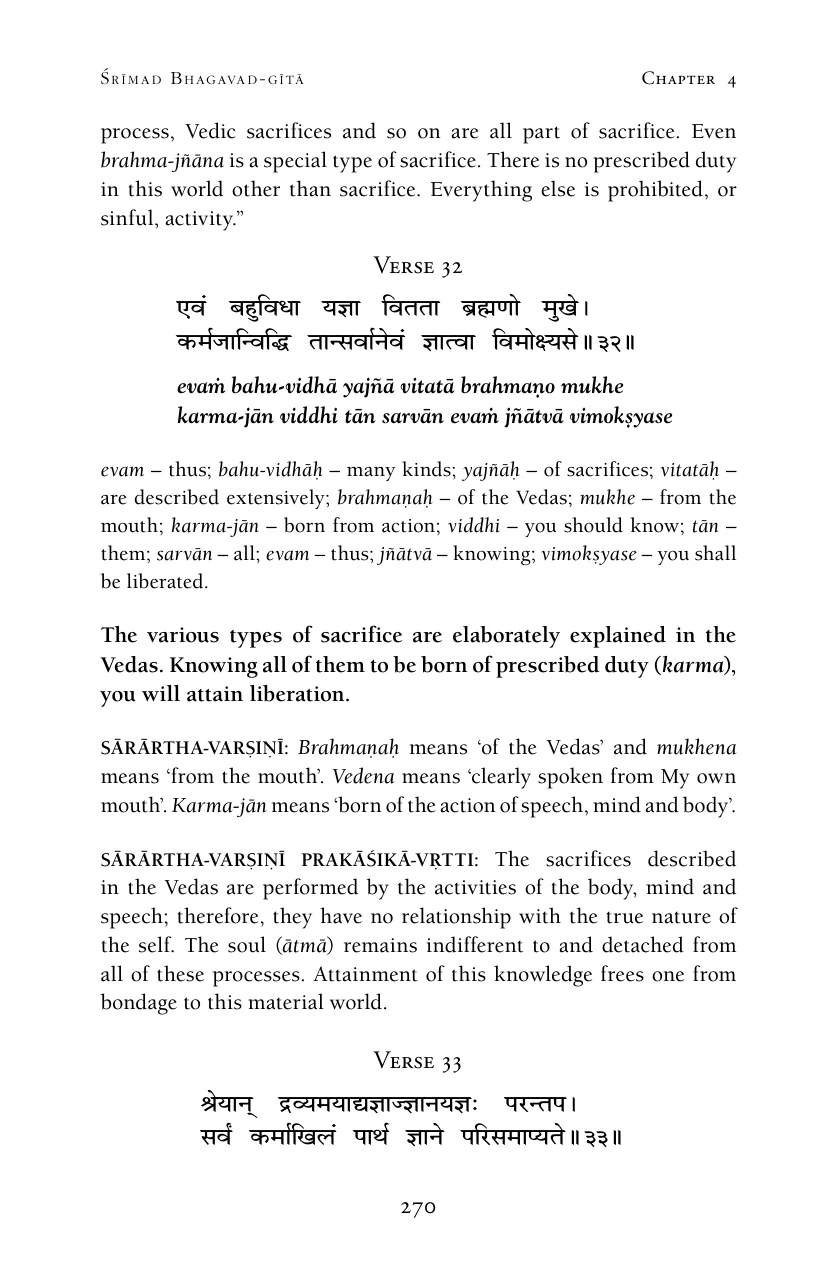 Śrīmad Bhagavad-gītā Chapter 4
process, Vedic sacrifices and so on are all part of sacrifice. Even
brahma-jñāna is a special type of sacrifice. There is no prescribed duty
in this world other than sacrifice. Everything else is prohibited, or
sinful, activity.”
Verse 32
एवं बहुविधा यज्ञा वितता ब्रह्मणो मुखे।
कर्मजान्विद्धि तान्सर्वानेवं ज्ञात्वा विमोक्ष्यसे॥३२॥
evaṁ bahu-vidhā yajñā vitatā brahmaṇo mukhe
karma-jān viddhi tān sarvān evaṁ jñātvā vimokṣyase
evam – thus; bahu-vidhāḥ – many kinds; yajñāḥ – of sacrifices; vitatāḥ –
are described extensively; brahmaṇaḥ – of the Vedas; mukhe – from the
mouth; karma-jān – born from action; viddhi – you should know; tān –
them; sarvān – all; evam – thus; jñātvā – knowing; vimokṣyase – you shall
be liberated.
The various types of sacrifice are elaborately explained in the
Vedas. Knowing all of them to be born of prescribed duty (karma),
you will attain liberation.
SĀRĀRTHA-VARṢIṆĪ: Brahmaṇaḥ means ‘of the Vedas’ and mukhena
means ‘from the mouth’. Vedena means ‘clearly spoken from My own
mouth’. Karma-jān means ‘born of the action of speech, mind and body’.
SĀRĀRTHA-VARṢIṆĪ PRAKĀŚIKĀ-VṚTTI: The sacrifices described
in the Vedas are performed by the activities of the body, mind and
speech; therefore, they have no relationship with the true nature of
the self. The soul (ātmā) remains indifferent to and detached from
all of these processes. Attainment of this knowledge frees one from
bondage to this material world.
Verse 33
श्रेयान् द्रव्यमयाद्यज्ञाज्ज्ञानयज्ञः परन्तप।
सर्वं कर्माखिलं पार्थ ज्ञाने परिसमाप्यते॥३३॥
270